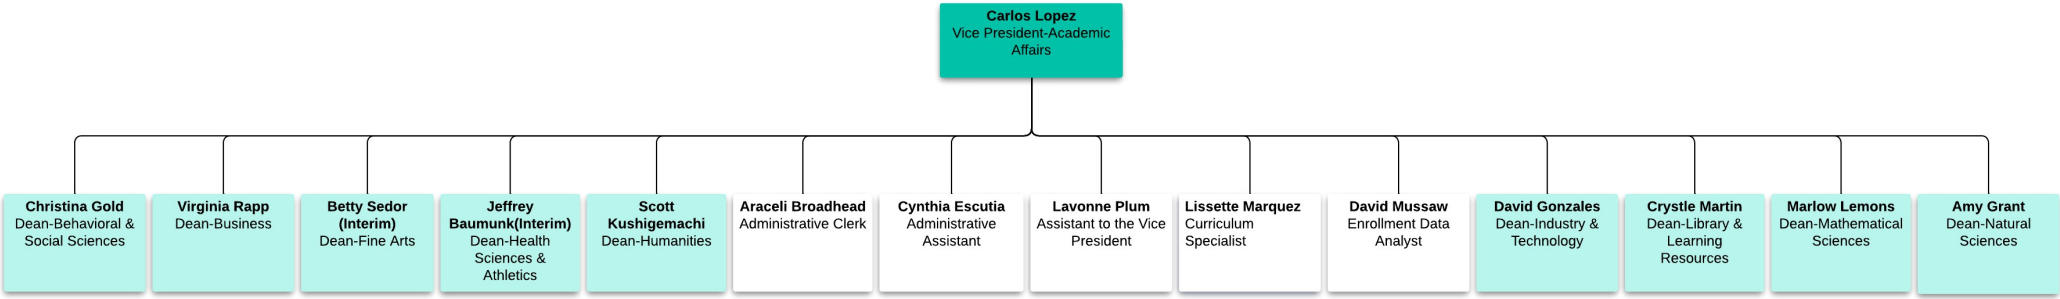 Carlos Lopez
Vice President-Academic
Affairs
Christina Gold
Dean-Behavioral &
Social Sciences
Virginia Rapp
Dean-Business
Betty Sedor
(Interim)
Dean-Fine Arts
Jeffrey
Baumunk(Interim)
Dean-Health
Sciences &
Athletics
Scott
Kushigemachi
Dean-Humanities
Araceli Broadhead
Administrative Clerk
Cynthia Escutia
Administrative
Assistant
Lavonne Plum
Assistant to the Vice
President
Lissette Marquez
Curriculum
Specialist
David Mussaw
Enrollment Data
Analyst
David Gonzales
Dean-Industry &
Technology
Crystle Martin
Dean-Library &
Learning
Resources
Marlow Lemons
Dean-Mathematical
Sciences
Amy Grant
Dean-Natural
Sciences